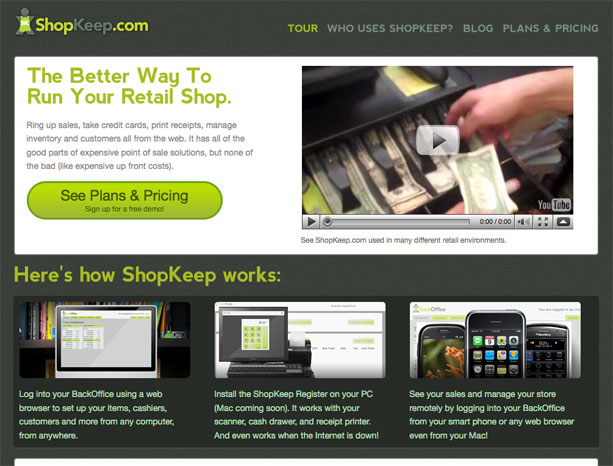 ShopKeep.com
TOUR WHO USES SHOPKEEP? BLOG PLANS & PRICING
The Better Way To
Run Your Retail Shop.
Ring up sales, take credit cards, print receipts, manage
inventory and customers all from the web. It has all of the
good parts of expensive point of sale solutions, but none of
the bad (like expensive up front costs).
See Plans & Pricing
Sign up for a free demo!
YouTube
0:00 / 0:00
See ShopKeep.com used in many different retail environments.
Here's how ShopKeep works:
BackOffice
Log into your BackOffice using a web
browser to set up your items, cashiers,
customers and more from any computer,
from anywhere.
Install the ShopKeep Register on your PC
(Mac coming soon). It works with your
scanner, cash drawer, and receipt printer.
And even works when the Internet is down!
See your sales and manage your store
remotely by logging into your BackOffice
from your smart phone or any web browser
even from your Mac!